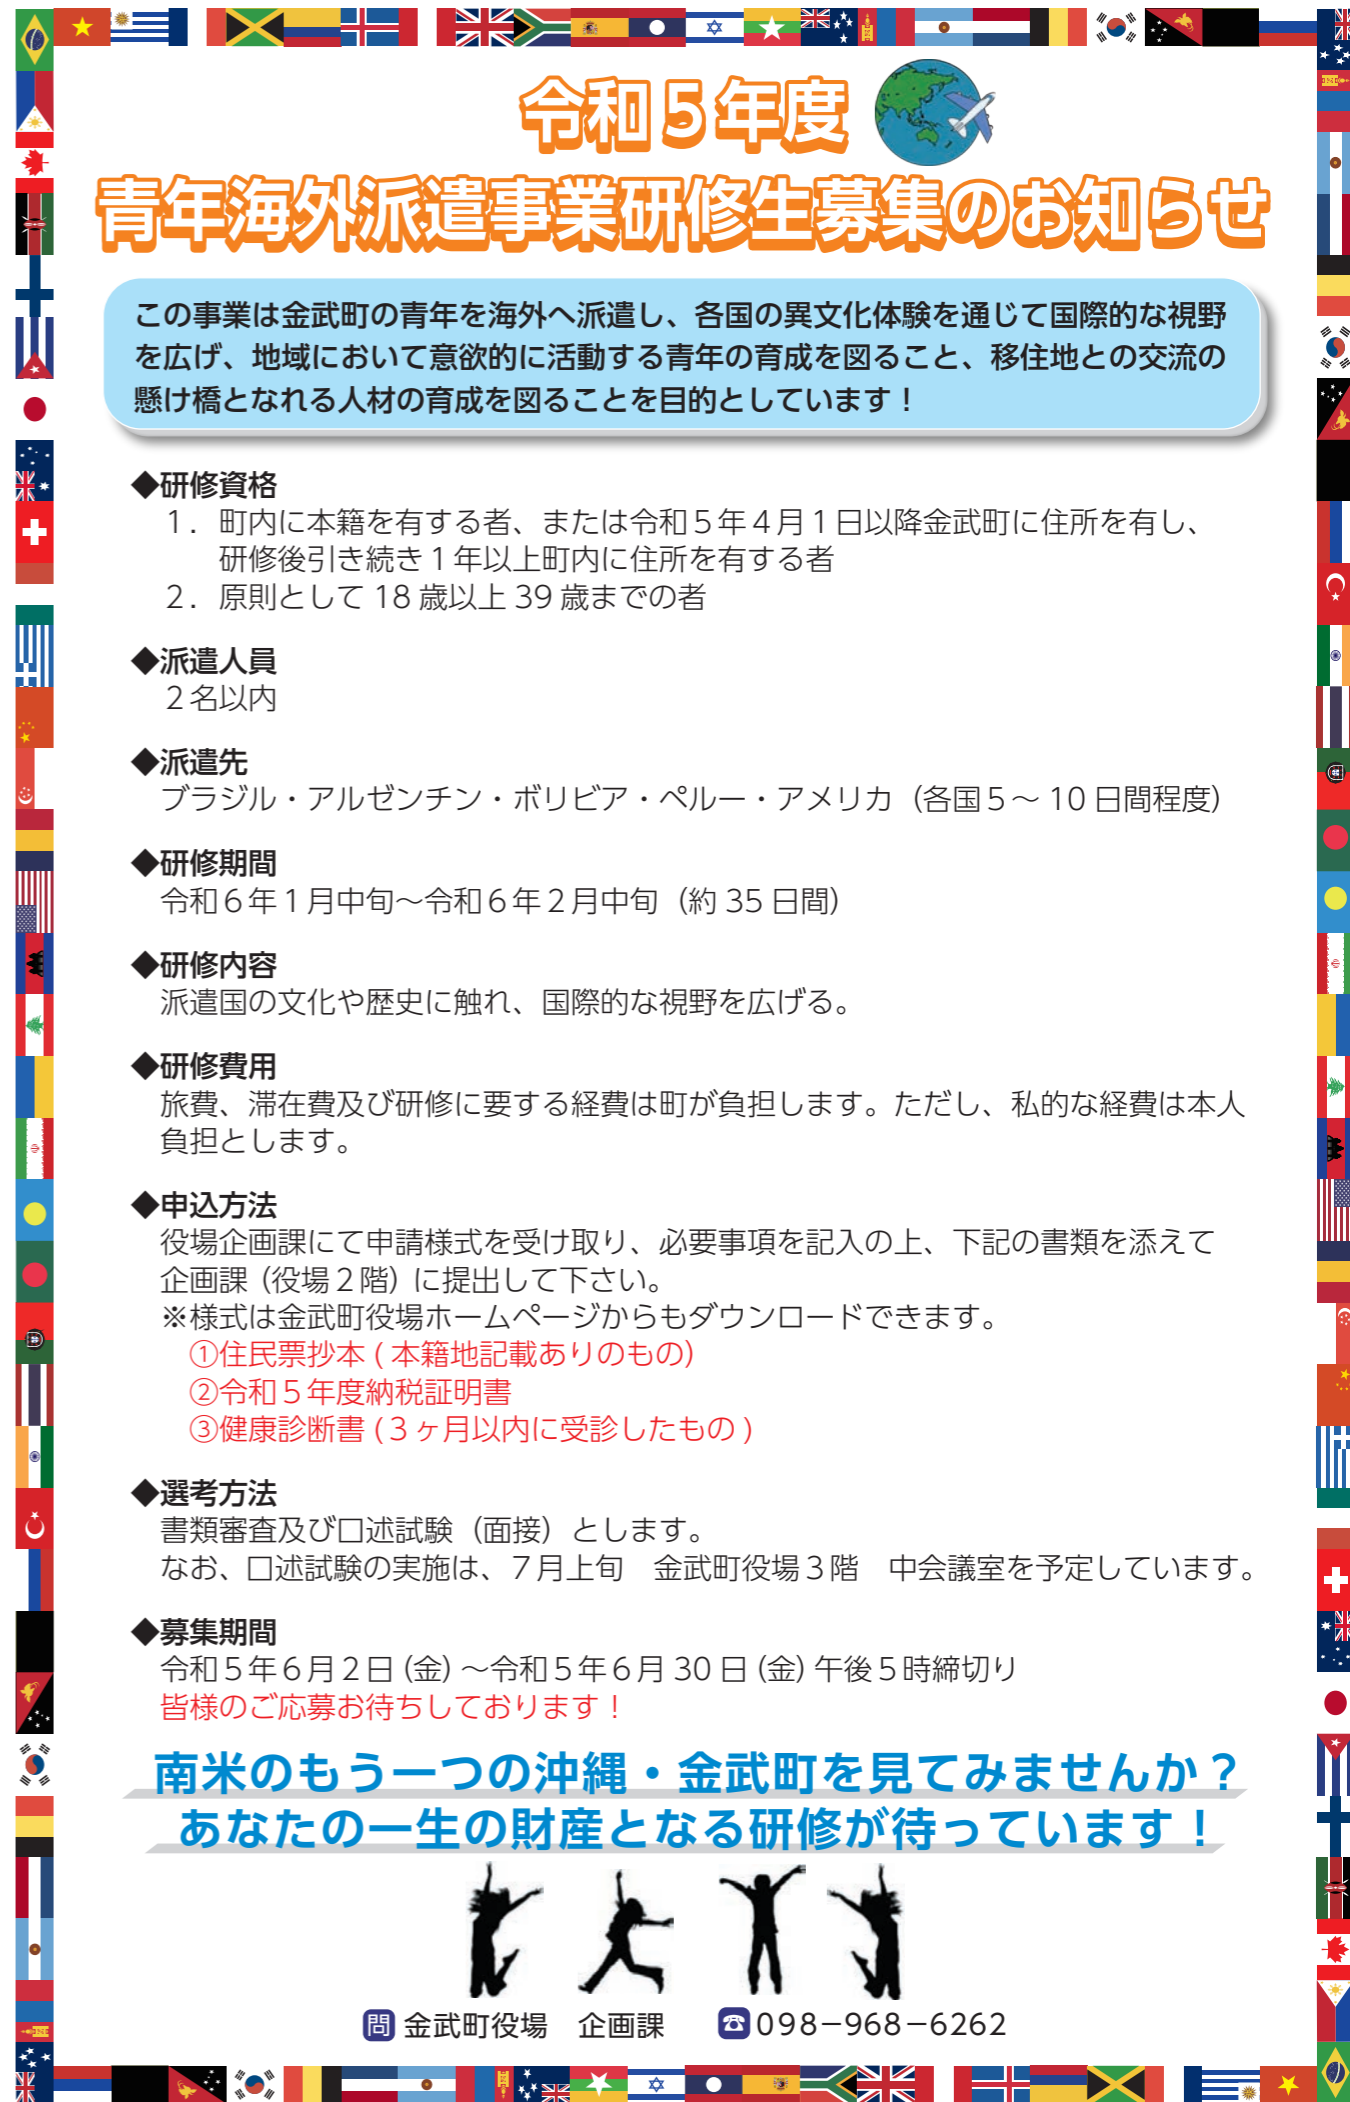 令和５年度
青年海外派遣事業研修生募集のお知らせ
この事業は金武町の青年を海外へ派遣し、各国の異文化体験を通じて国際的な視野
を広げ、地域において意欲的に活動する青年の育成を図ること、移住地との交流の
懸け橋となれる人材の育成を図ることを目的としています！
◆研修資格
１．町内に本籍を有する者、または令和５年４月１日以降金武町に住所を有し、
研修後引き続き１年以上町内に住所を有する者
２．原則として 18 歳以上 39 歳までの者
◆派遣人員
２名以内
◆派遣先
ブラジル・アルゼンチン・ボリビア・ペルー・アメリカ（各国５～ 10 日間程度）
◆研修期間
令和６年１月中旬～令和６年２月中旬（約 35 日間）
◆研修内容
派遣国の文化や歴史に触れ、国際的な視野を広げる。
◆研修費用
旅費、滞在費及び研修に要する経費は町が負担します。ただし、私的な経費は本人
負担とします。
◆申込方法
役場企画課にて申請様式を受け取り、必要事項を記入の上、下記の書類を添えて
企画課（役場２階）に提出して下さい。
※様式は金武町役場ホームページからもダウンロードできます。
①住民票抄本 ( 本籍地記載ありのもの）
②令和５年度納税証明書
③健康診断書 (３ヶ月以内に受診したもの )
◆選考方法
書類審査及び口述試験（面接）とします。
なお、口述試験の実施は、７月上旬　金武町役場３階　中会議室を予定しています。
◆募集期間
令和５年６月２日（金）～令和５年６月 30 日（金）午後５時締切り
皆様のご応募お待ちしております！
南米のもう一つの沖縄・金武町を見てみませんか？
あなたの一生の財産となる研修が待っています！
問 金武町役場　企画課　☎098－968－6262